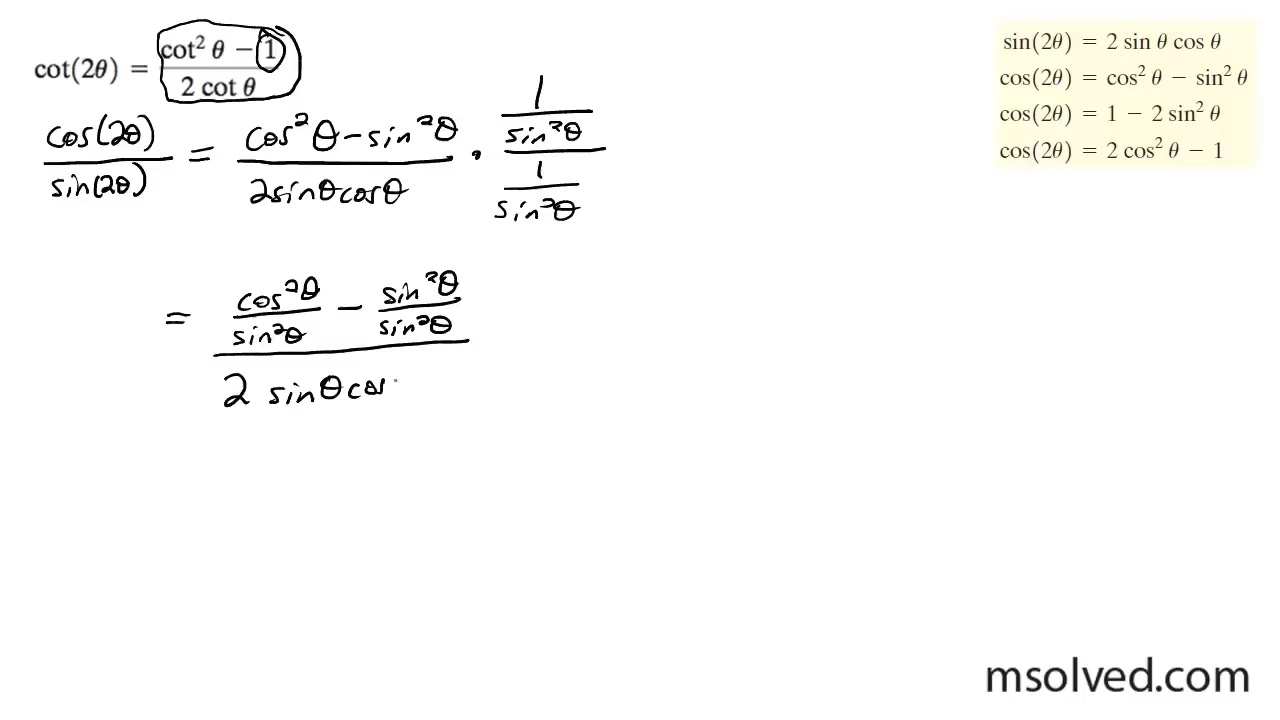 cot(2θ) = (cot² θ − 1)/(2 cot θ)
cos(2θ)/sin(2θ) = (cos²θ − sin²θ)/(2sinθcosθ) · (1/sin²θ)/(1/sin²θ)
= (cos²θ/sin²θ − sin²θ/sin²θ)/(2 sinθcos
sin(2θ) = 2 sin θ cos θ
cos(2θ) = cos² θ − sin² θ
cos(2θ) = 1 − 2 sin² θ
cos(2θ) = 2 cos² θ − 1
msolved.com